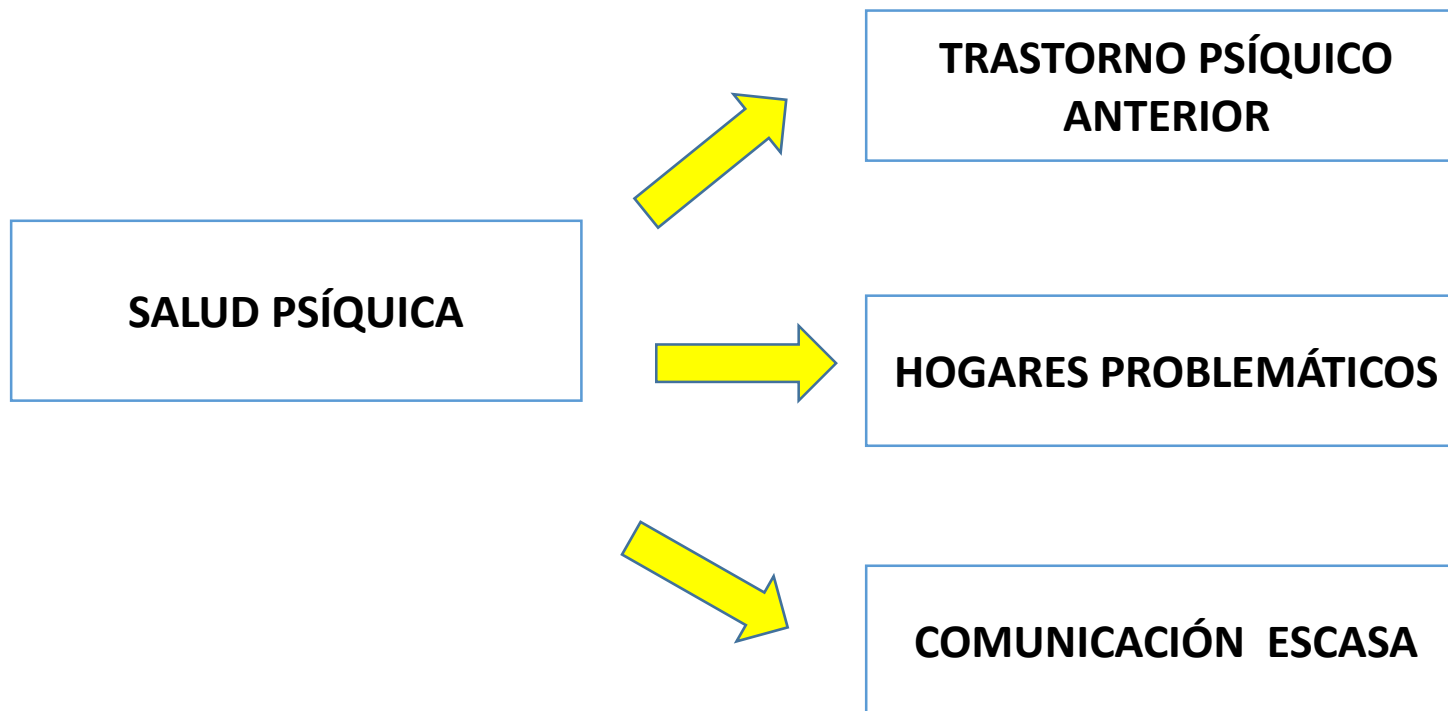 TRASTORNO PSÍQUICO
ANTERIOR
SALUD PSÍQUICA
HOGARES PROBLEMÁTICOS
COMUNICACIÓN ESCASA